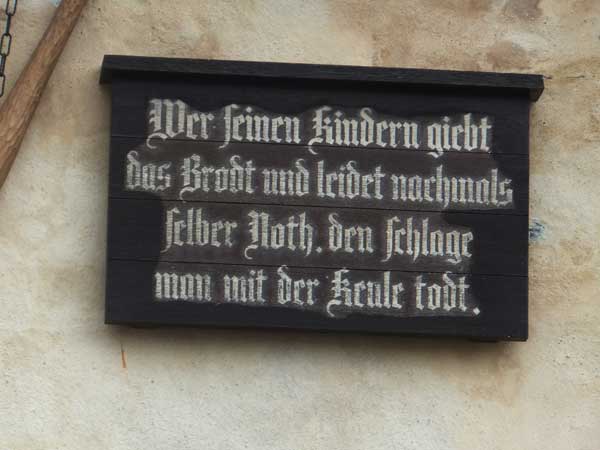 Wer seinen Kindern giebt
das Brodt und leidet nachmals
selber Noth. den schlage
man mit der Keule todt.